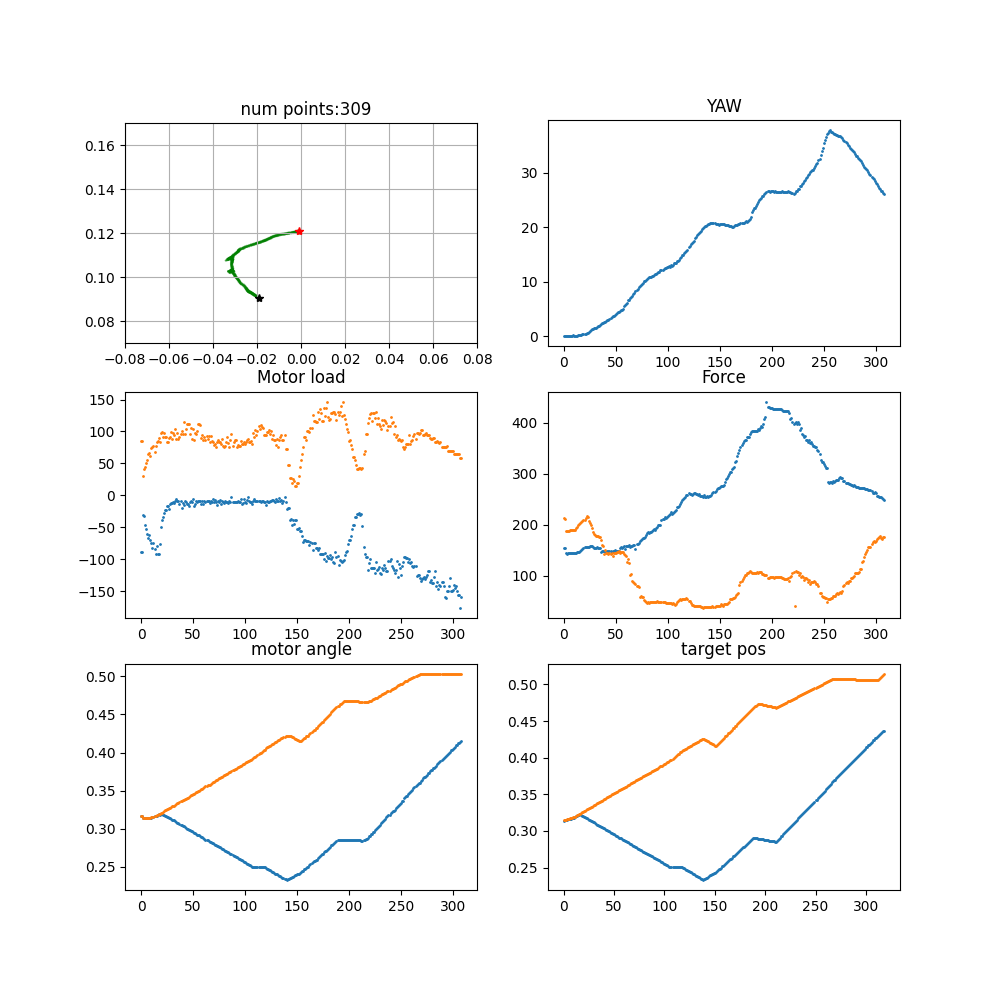 num points:309
YAW
0.16
0.14
0.12
0.10
0.08
−0.08 −0.06 −0.04 −0.02 0.00 0.02 0.04 0.06 0.08
30
20
10
0
0 50 100 150 200 250 300
Motor load
Force
150
100
50
0
−50
−100
−150
0 50 100 150 200 250 300
400
300
200
100
0 50 100 150 200 250 300
motor angle
target pos
0.50
0.45
0.40
0.35
0.30
0.25
0 50 100 150 200 250 300
0.50
0.45
0.40
0.35
0.30
0.25
0 50 100 150 200 250 300